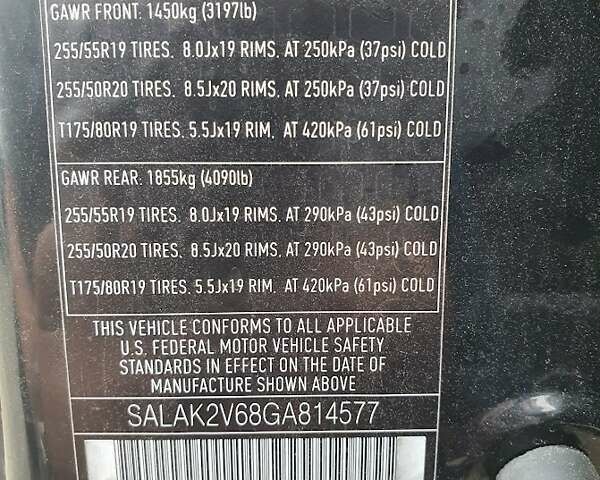 GAWR FRONT. 1450kg (3197lb)
255/55R19 TIRES. 8.0Jx19 RIMS. AT 250kPa (37psi) COLD
255/50R20 TIRES. 8.5Jx20 RIMS. AT 250kPa (37psi) COLD
T175/80R19 TIRES. 5.5Jx19 RIM. AT 420kPa (61psi) COLD
GAWR REAR. 1855kg (4090lb)
255/55R19 TIRES. 8.0Jx19 RIMS. AT 290kPa (43psi) COLD
255/50R20 TIRES. 8.5Jx20 RIMS. AT 290kPa (43psi) COLD
T175/80R19 TIRES. 5.5Jx19 RIM. AT 420kPa (61psi) COLD
THIS VEHICLE CONFORMS TO ALL APPLICABLE
U.S. FEDERAL MOTOR VEHICLE SAFETY
STANDARDS IN EFFECT ON THE DATE OF
MANUFACTURE SHOWN ABOVE
SALAK2V68GA814577